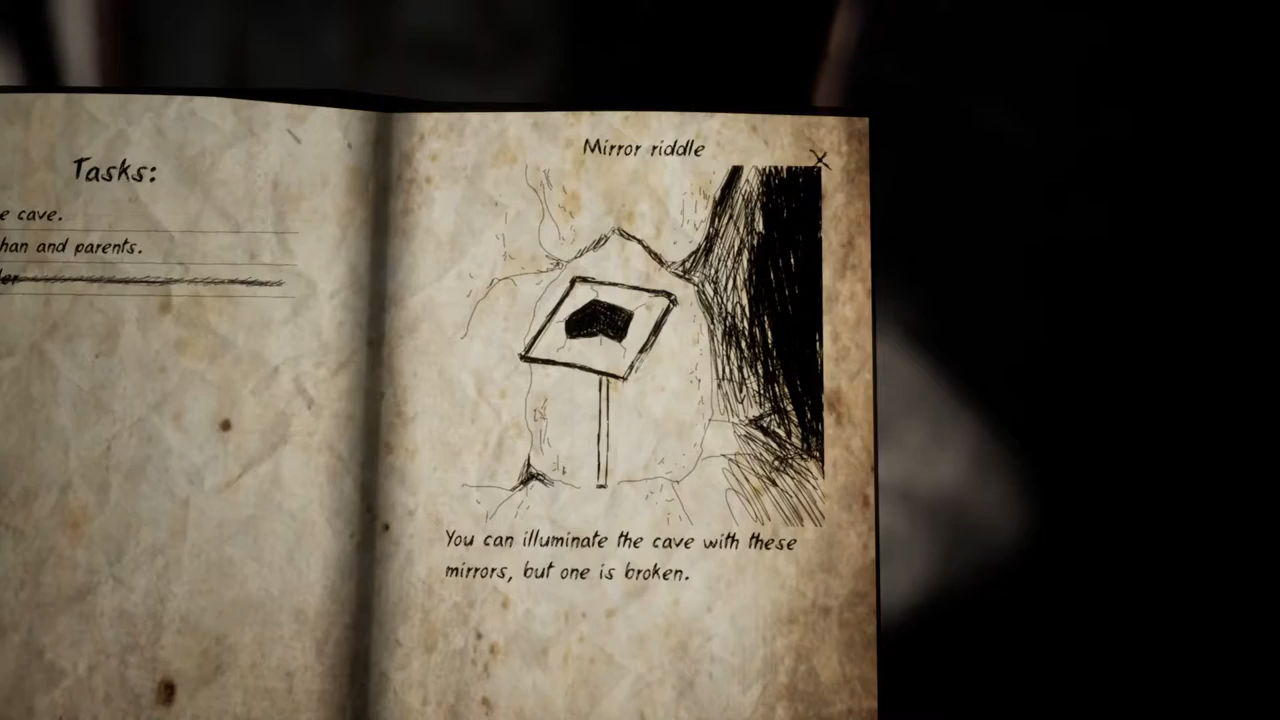 Tasks:
e cave.
han and parents.
Mirror riddle
X
You can illuminate the cave with these
mirrors, but one is broken.